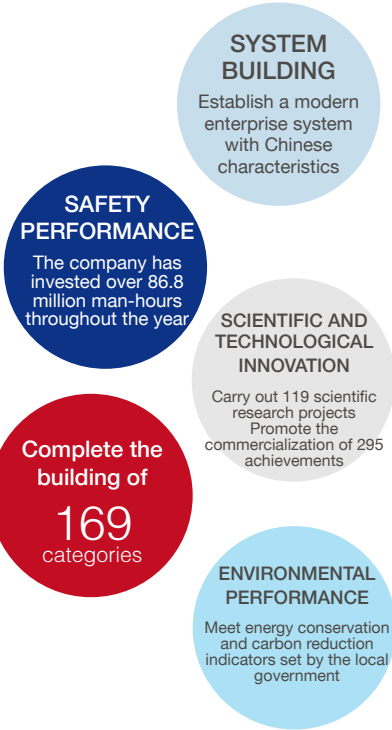 SYSTEM
BUILDING
Establish a modern
enterprise system
with Chinese
characteristics
SAFETY
PERFORMANCE
The company has
invested over 86.8
million man-hours
throughout the year
SCIENTIFIC AND
TECHNOLOGICAL
INNOVATION
Carry out 119 scientific
research projects
Promote the
commercialization of 295
achievements
Complete the
building of
169
categories
ENVIRONMENTAL
PERFORMANCE
Meet energy conservation
and carbon reduction
indicators set by the local
government